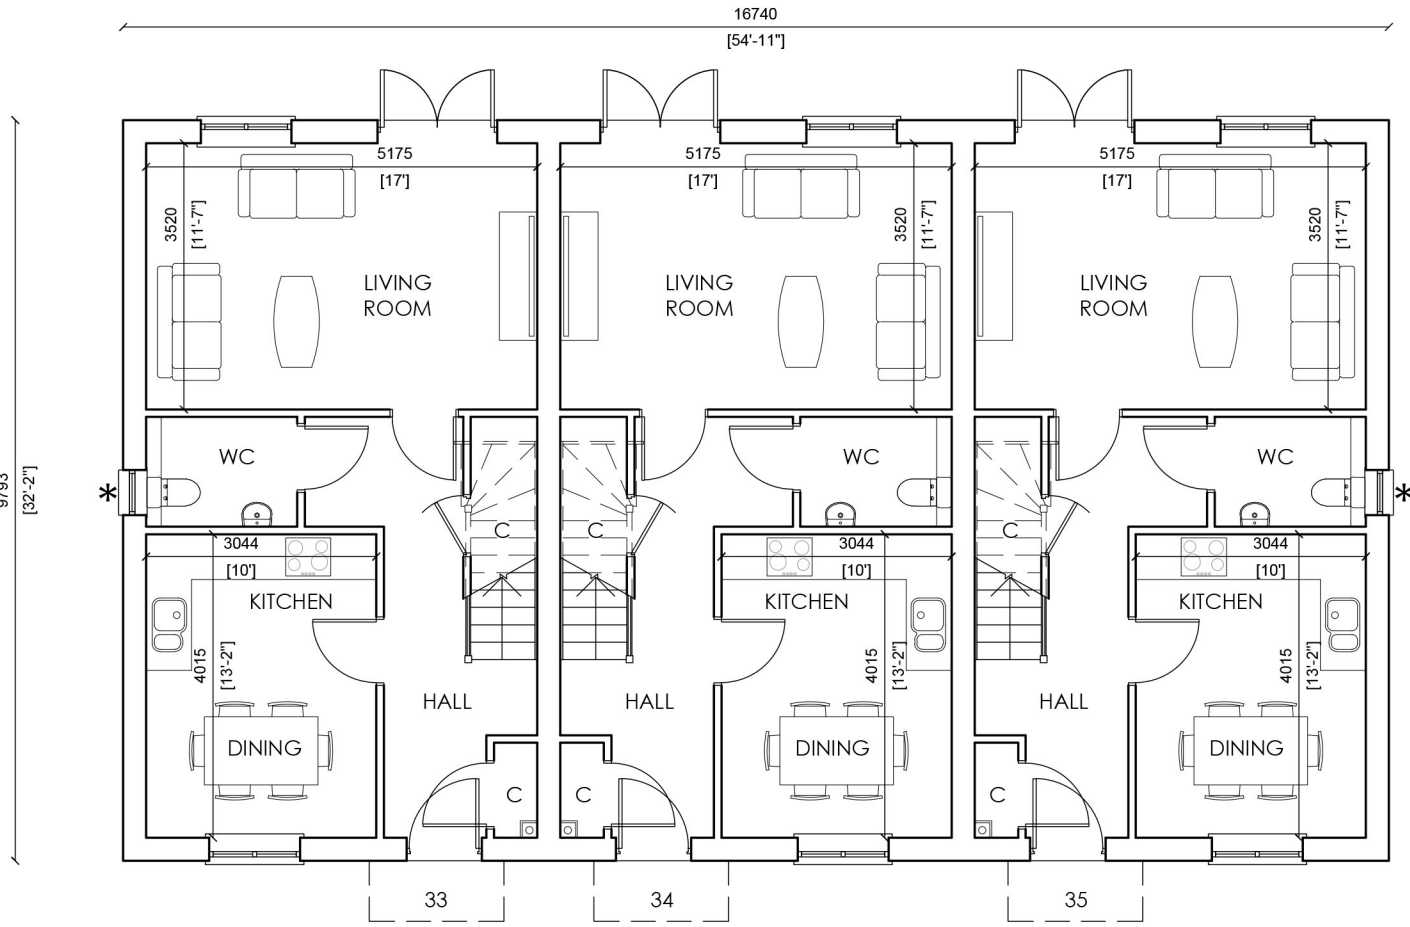 16740
[54'-11"]
5175
[17']
5175
[17']
5175
[17']
3520
[11'-7"]
3520
[11'-7"]
3520
[11'-7"]
LIVING
ROOM
LIVING
ROOM
LIVING
ROOM
WC
WC
WC
9793
[32'-2"]
*
*
C
C
C
3044
[10']
3044
[10']
3044
[10']
KITCHEN
KITCHEN
KITCHEN
4015
[13'-2"]
4015
[13'-2"]
4015
[13'-2"]
HALL
HALL
HALL
DINING
DINING
DINING
C
C
C
33
34
35